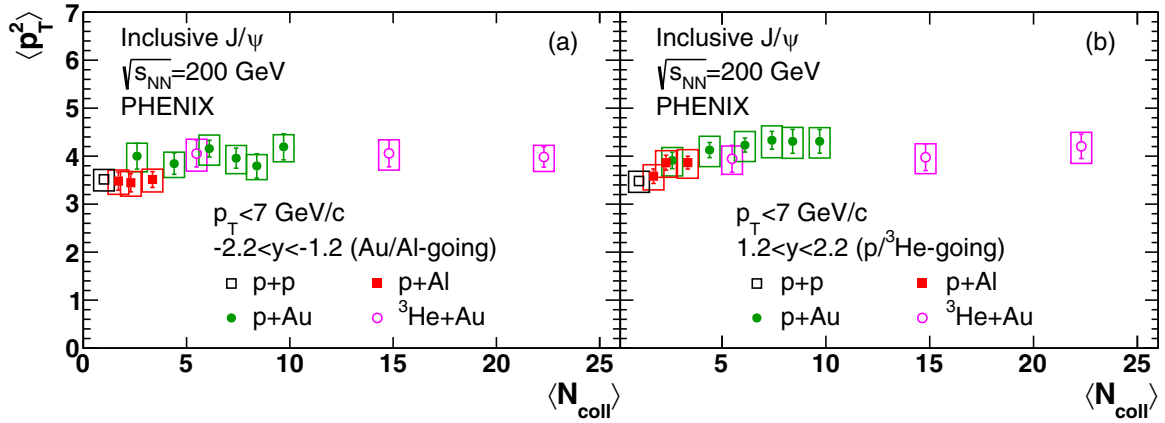 ⟨p_T^2⟩
7
6
5
4
3
2
1
0
Inclusive J/ψ
(a)
√s_NN=200 GeV
PHENIX
p_T<7 GeV/c
-2.2<y<-1.2 (Au/Al-going)
p+p
p+Al
p+Au
³He+Au
0 5 10 15 20 25
⟨N_coll⟩
Inclusive J/ψ
(b)
√s_NN=200 GeV
PHENIX
p_T<7 GeV/c
1.2<y<2.2 (p/³He-going)
p+p
p+Al
p+Au
³He+Au
5 10 15 20 25
⟨N_coll⟩